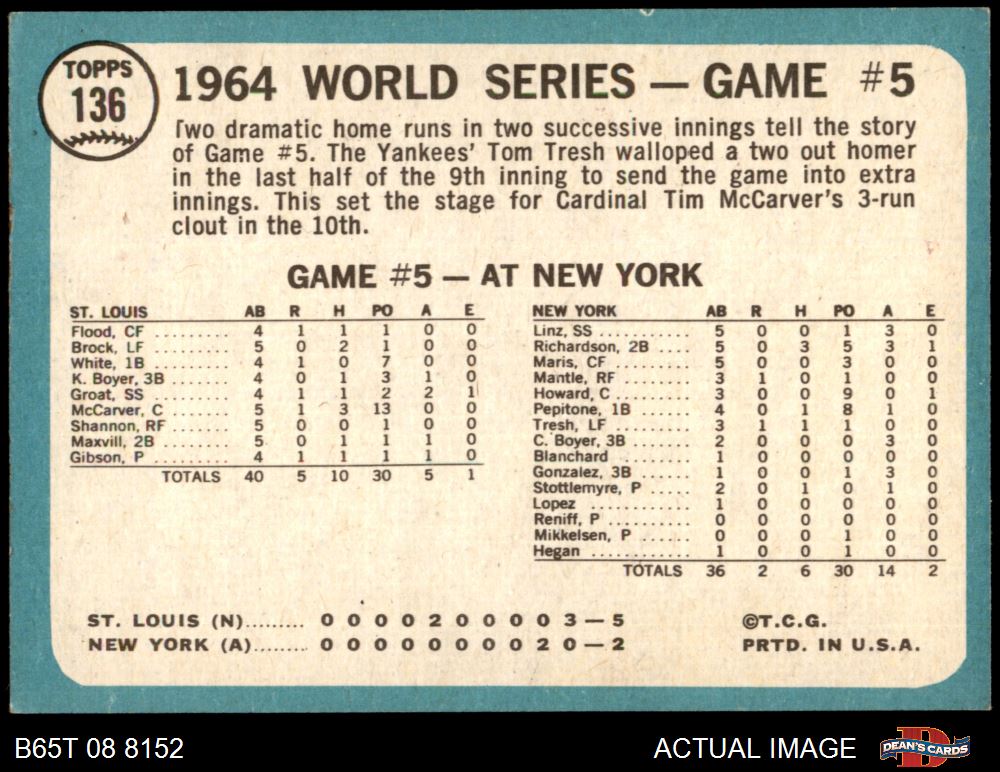 TOPPS
136
1964 WORLD SERIES — GAME #5
Two dramatic home runs in two successive innings tell the story
of Game #5. The Yankees' Tom Tresh walloped a two out homer
in the last half of the 9th inning to send the game into extra
innings. This set the stage for Cardinal Tim McCarver's 3-run
clout in the 10th.
GAME #5 — AT NEW YORK
ST. LOUIS AB R H PO A E
Flood, CF .......... 4 1 1 1 0 0
Brock, LF .......... 5 0 2 1 0 0
White, 1B .......... 4 1 0 7 0 0
K. Boyer, 3B ....... 4 0 1 3 1 0
Groat, SS .......... 4 1 1 2 2 1
McCarver, C ........ 5 1 3 13 0 0
Shannon, RF ........ 5 0 0 1 0 0
Maxvill, 2B ........ 5 0 1 1 1 0
Gibson, P .......... 4 1 1 1 1 0
TOTALS 40 5 10 30 5 1
NEW YORK AB R H PO A E
Linz, SS ........... 5 0 0 1 3 0
Richardson, 2B .... 5 0 3 5 3 1
Maris, CF .......... 5 0 0 3 0 0
Mantle, RF ......... 3 1 0 1 0 0
Howard, C .......... 3 0 0 9 0 1
Pepitone, 1B ....... 4 0 1 8 1 0
Tresh, LF .......... 3 1 1 1 0 0
C. Boyer, 3B ....... 2 0 0 0 3 0
Blanchard .......... 1 0 0 0 0 0
Gonzalez, 3B ....... 1 0 0 1 3 0
Stottlemyre, P ..... 2 0 1 0 1 0
Lopez .............. 1 0 0 0 0 0
Reniff, P .......... 0 0 0 0 0 0
Mikkelsen, P ...... 0 0 0 1 0 0
Hegan .............. 1 0 0 1 0 0
TOTALS 36 2 6 30 14 2
ST. LOUIS (N)......... 0 0 0 0 2 0 0 0 0 3 — 5
NEW YORK (A)........ 0 0 0 0 0 0 0 0 2 0 — 2
©T.C.G.
PRTD. IN U.S.A.
B65T 08 8152
ACTUAL IMAGE
DEAN'S CARDS